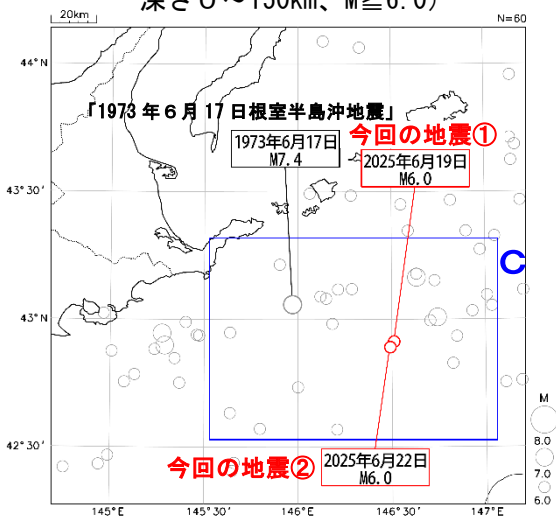 深さ0~150km、M≧6.0)
20km
N=60
44°N
「1973年6月17日根室半島沖地震」
今回の地震①
1973年6月17日
M7.4
2025年6月19日
M6.0
43°30'
C
43°N
42°30'
今回の地震②
2025年6月22日
M6.0
M
8.0
7.0
6.0
145°E
145°30'
146°E
146°30'
147°E